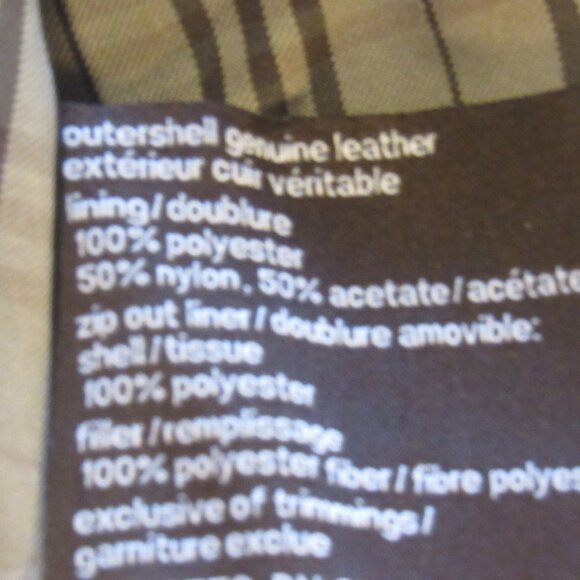 outershell genuine leather
extérieur cuir véritable
lining/doublure
100% polyester
50% nylon, 50% acetate/acétate
zip out liner/doublure amovible:
shell/tissue
100% polyester
filler/remplissage
100% polyester fiber/fibre polyes
exclusive of trimmings/
garniture exclue